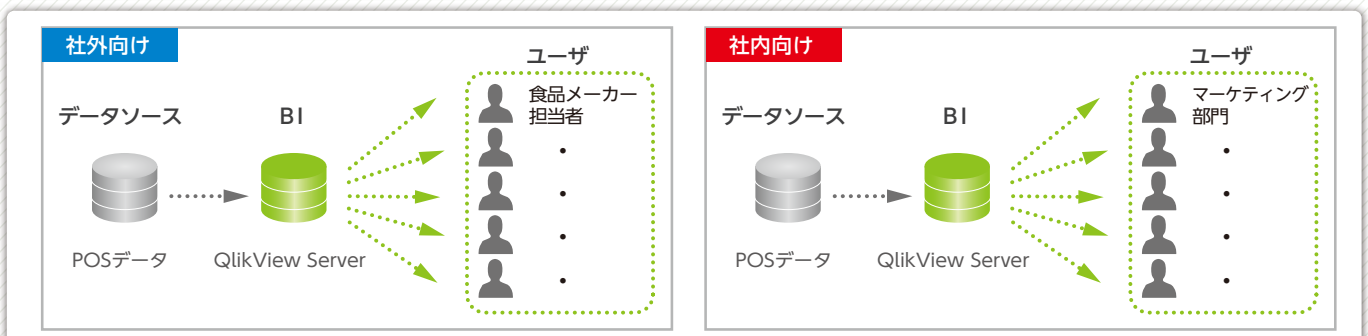 社外向け
ユーザ
データソース
BI
食品メーカー
担当者
・
・
・
・
POSデータ
QlikView Server
社内向け
ユーザ
データソース
BI
マーケティング
部門
・
・
・
・
POSデータ
QlikView Server